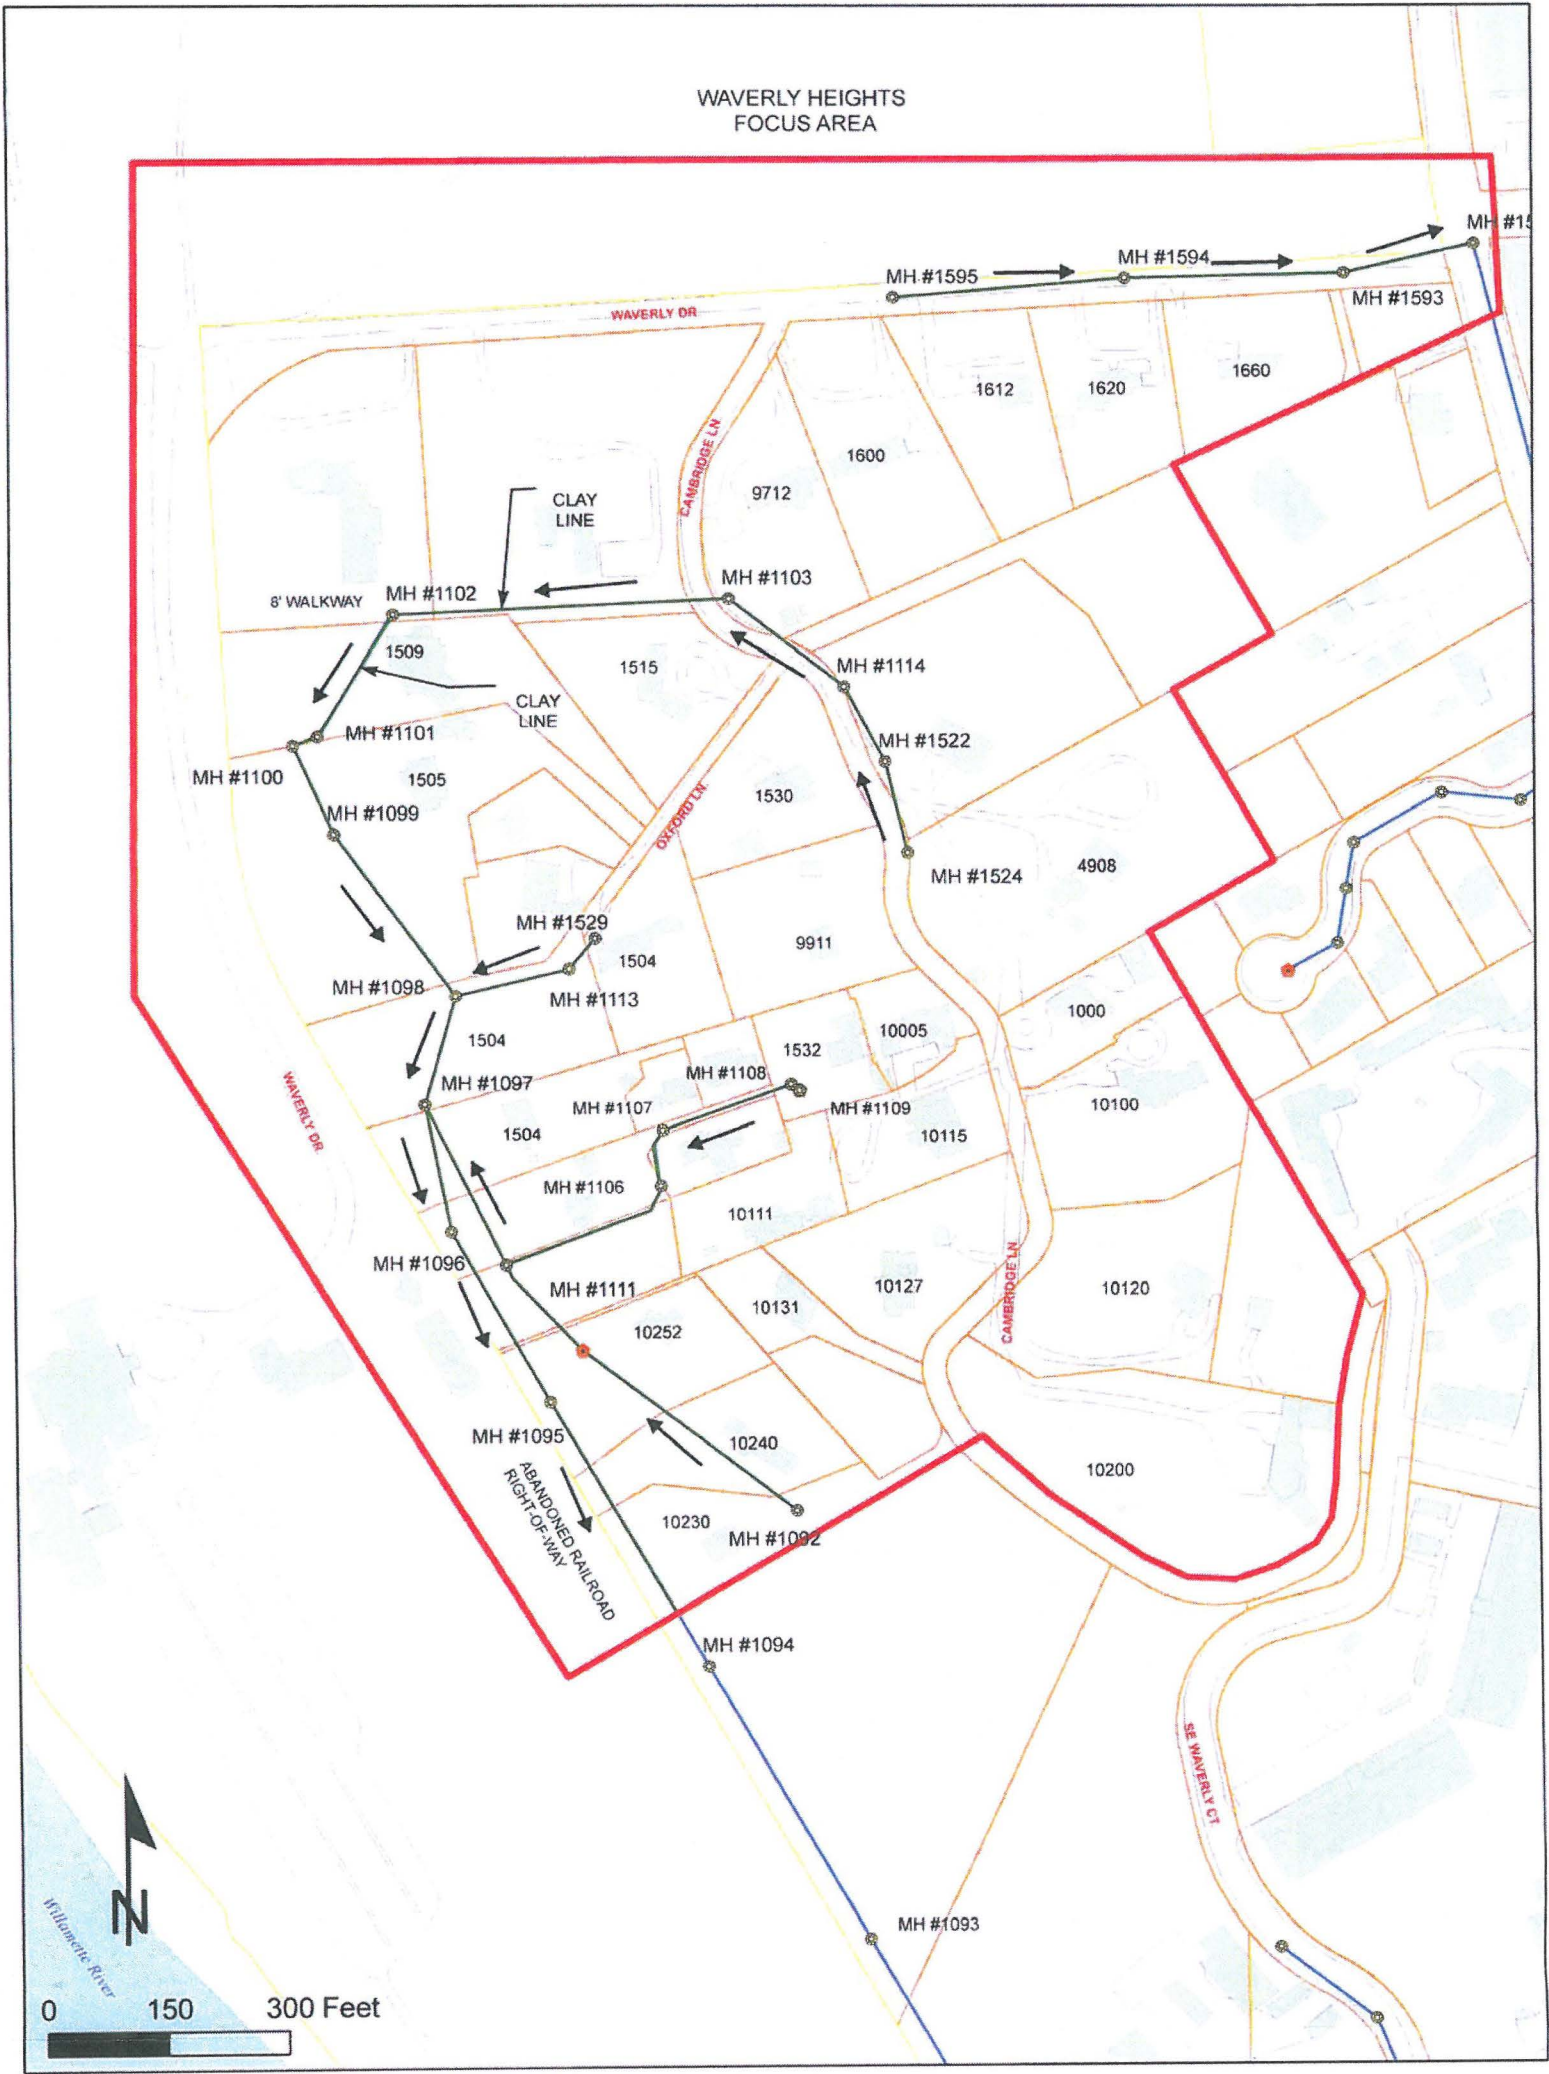 WAVERLY HEIGHTS
FOCUS AREA
MH #15
MH #1594
MH #1595
MH #1593
WAVERLY DR
1660
1620
1612
1600
9712
CAMBRIDGE LN
CLAY
LINE
MH #1103
MH #1102
8' WALKWAY
1509
1515
MH #1114
CLAY
LINE
MH #1101
MH #1522
MH #1100
1505
1530
MH #1099
OXFORD LN
MH #1524
4908
MH #1529
9911
1504
MH #1098
MH #1113
1504
1000
10005
1532
MH #1108
MH #1097
MH #1107
MH #1109
10100
WAVERLY DR.
1504
10115
MH #1106
10111
MH #1096
MH #1111
10127
10120
CAMBRIDGE LN
10131
10252
MH #1095
10240
10200
ABANDONED RAILROAD
RIGHT-OF-WAY
10230
MH #1092
MH #1094
SE WAVERLY CT.
MH #1093
N
Willamette River
0 150 300 Feet